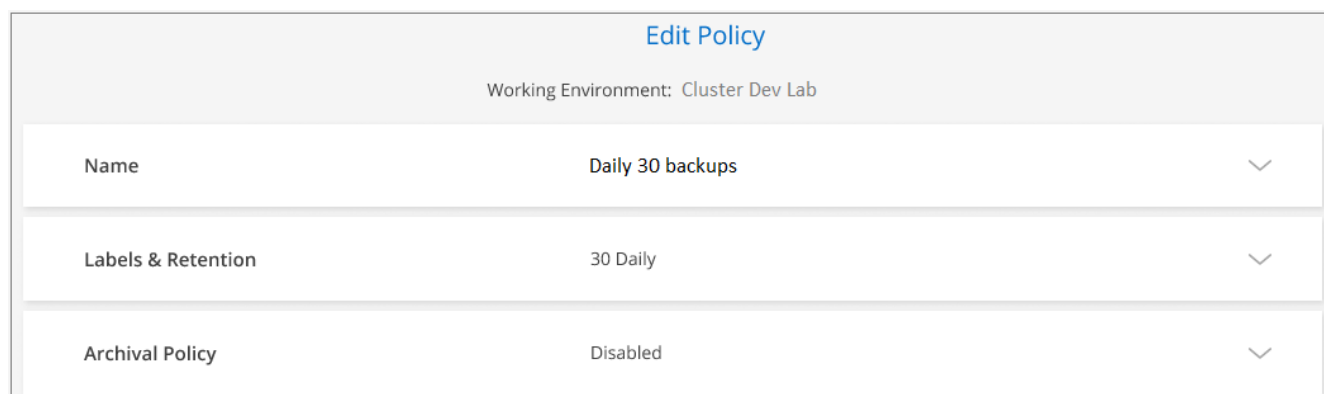 Edit Policy
Working Environment: Cluster Dev Lab
Name Daily 30 backups
Labels & Retention 30 Daily
Archival Policy Disabled